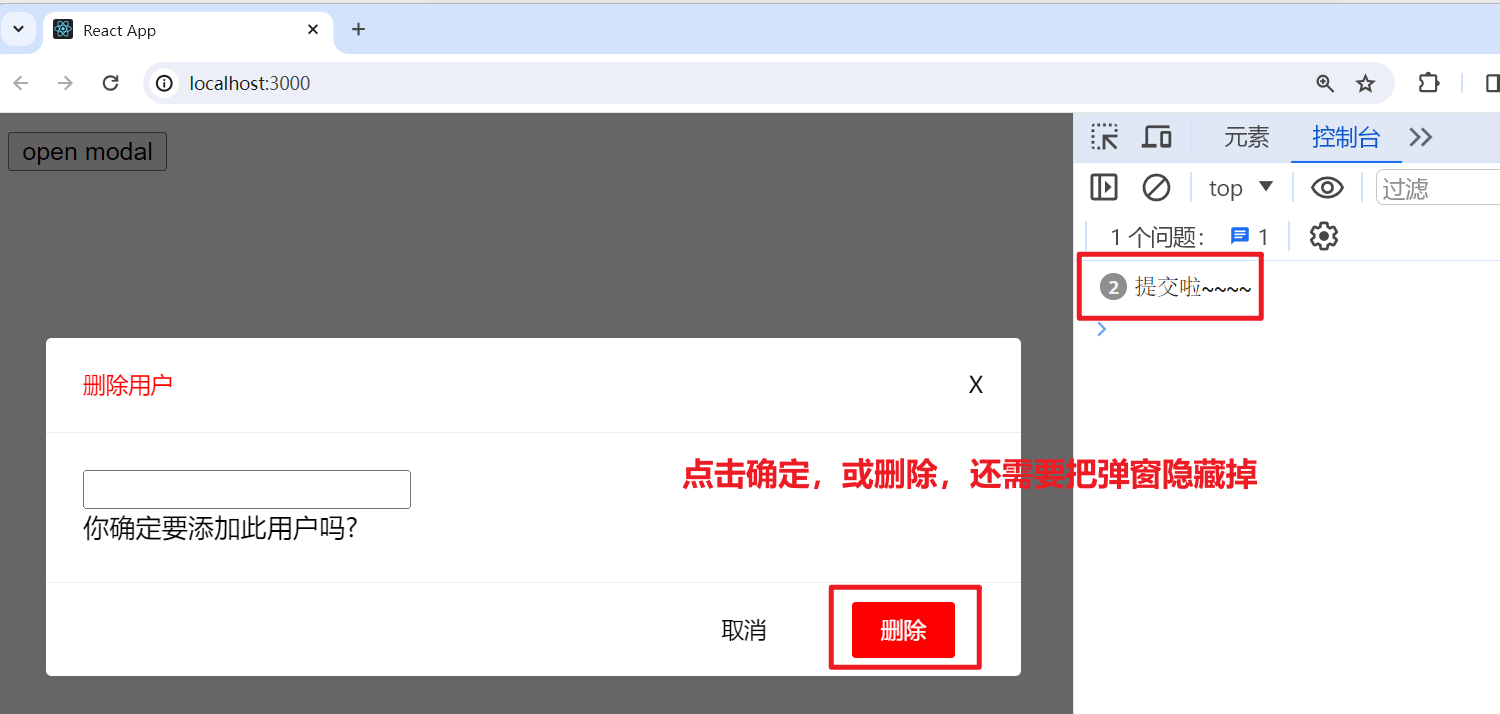 React App
localhost:3000
open modal
元素
控制台
top
过滤
1 个问题：
1
2 提交啦~~~~
删除用户
X
点击确定，或删除，还需要把弹窗隐藏掉
你确定要添加此用户吗?
取消
删除